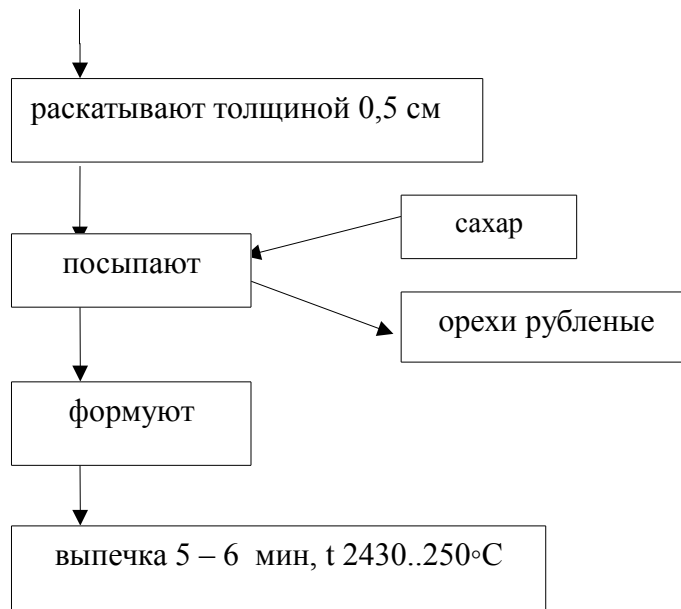 раскатывают толщиной 0,5 см
сахар
посыпают
орехи рубленые
формуют
выпечка 5 – 6 мин, t 2430..250◦С